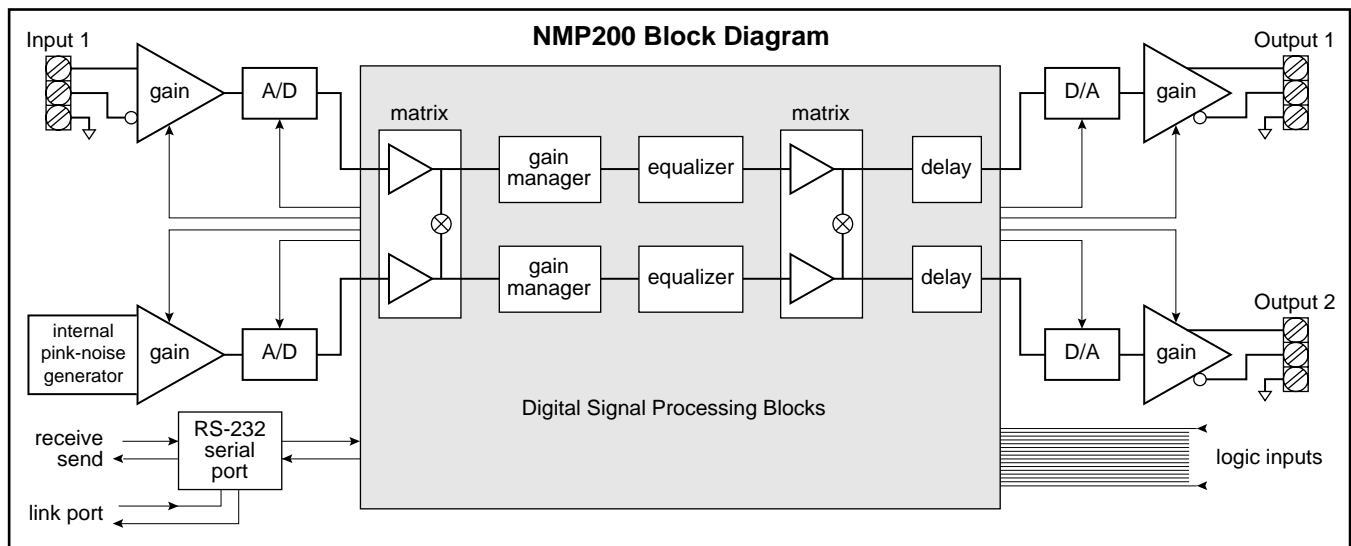 NMP200 Block Diagram
Input 1
Output 1
gain
A/D
D/A
gain
matrix
matrix
gain
manager
equalizer
delay
gain
manager
equalizer
delay
Output 2
internal
pink-noise
generator
gain
A/D
D/A
gain
Digital Signal Processing Blocks
receive
send
RS-232
serial
port
link port
logic inputs